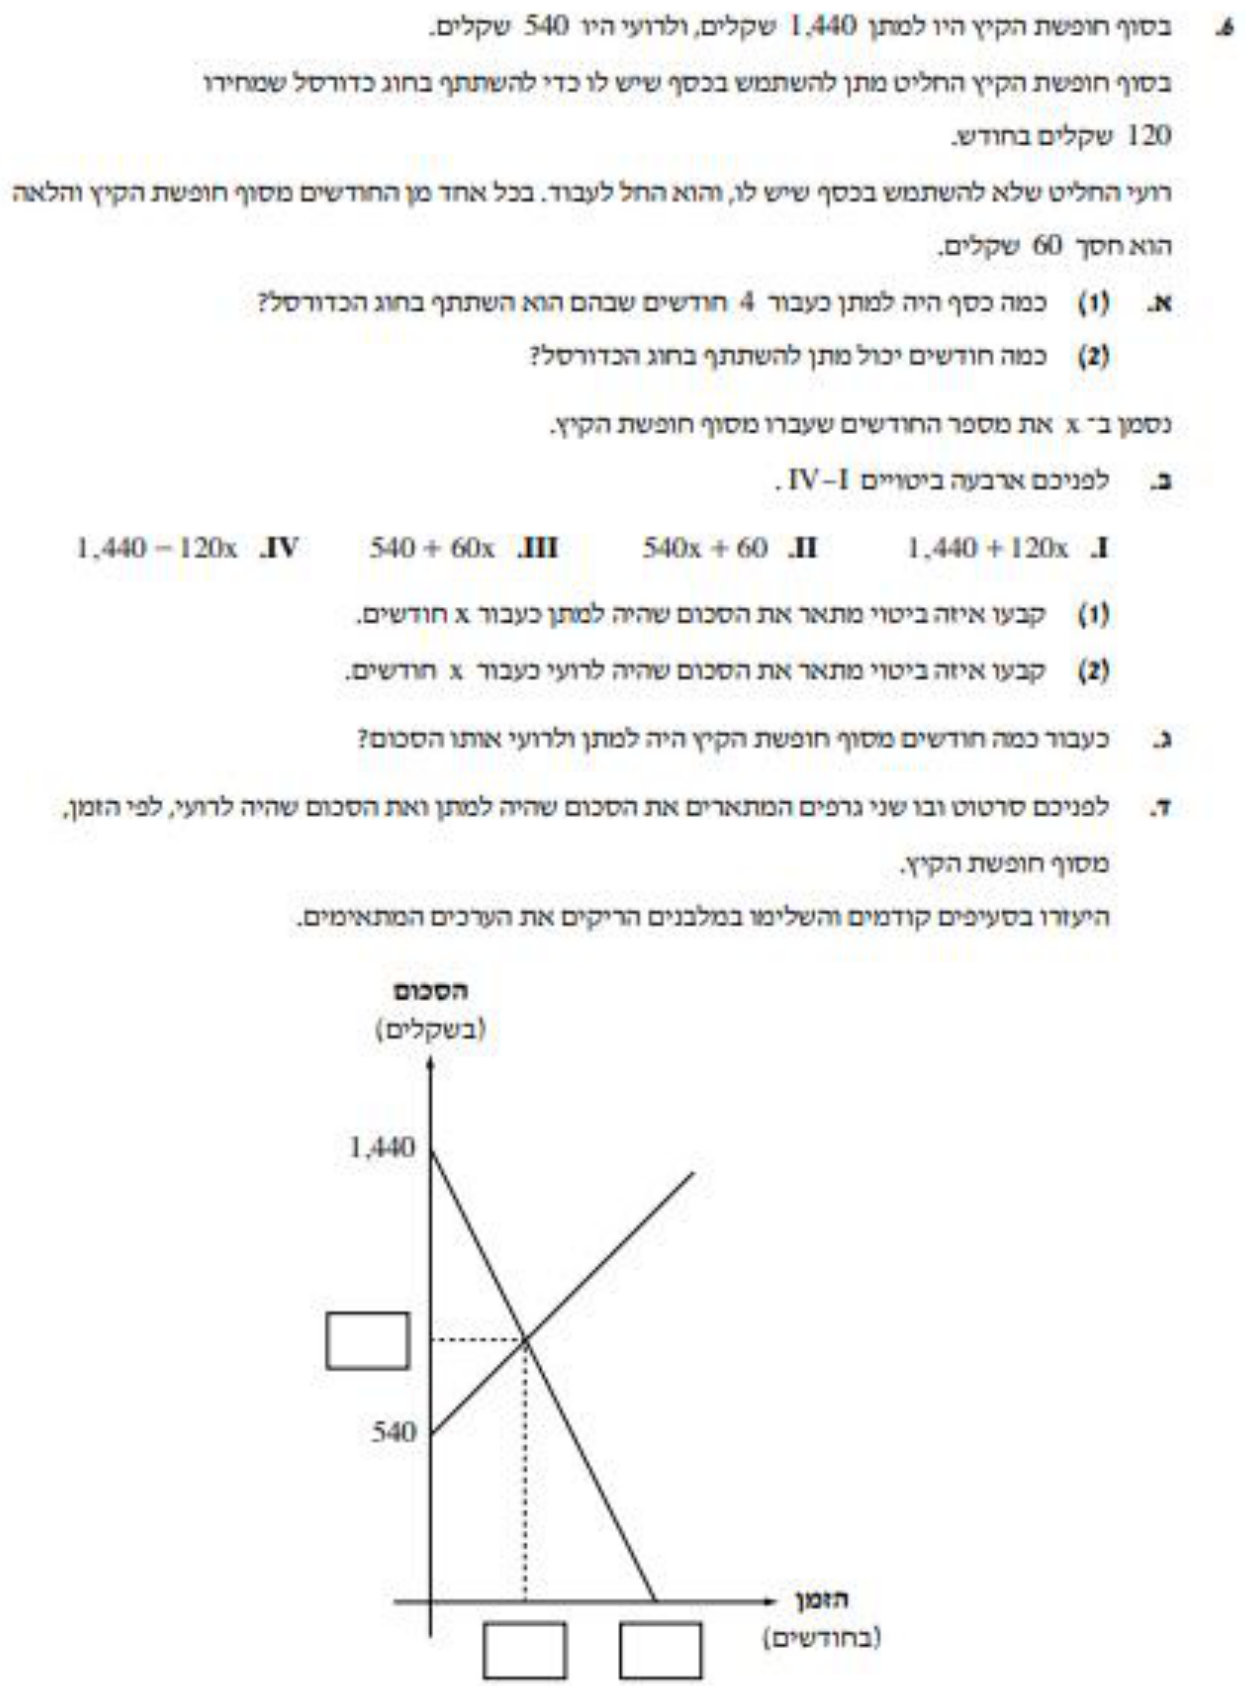 6. בסוף חופשת הקיץ היו למתן 1,440 שקלים, ולרועי היו 540 שקלים.
בסוף חופשת הקיץ החליט מתן להשתמש בכסף שיש לו כדי להשתתף בחוג כדורסל שמחירו
120 שקלים בחודש.
רועי החליט שלא להשתמש בכסף שיש לו, והוא החל לעבוד. בכל אחד מן החודשים מסוף חופשת הקיץ והלאה
הוא חסך 60 שקלים.
א. (1) כמה כסף היה למתן כעבור 4 חודשים שבהם הוא השתתף בחוג הכדורסל?
(2) כמה חודשים יכול מתן להשתתף בחוג הכדורסל?
נסמן ב־ x את מספר החודשים שעברו מסוף חופשת הקיץ.
ב. לפניכם ארבעה ביטויים I–IV .
I. 1,440 + 120x II. 540x + 60 III. 540 + 60x IV. 1,440 − 120x
(1) קבעו איזה ביטוי מתאר את הסכום שהיה למתן כעבור x חודשים.
(2) קבעו איזה ביטוי מתאר את הסכום שהיה לרועי כעבור x חודשים.
ג. כעבור כמה חודשים מסוף חופשת הקיץ היה למתן ולרועי אותו הסכום?
ד. לפניכם סרטוט ובו שני גרפים המתארים את הסכום שהיה למתן ואת הסכום שהיה לרועי, לפי הזמן,
מסוף חופשת הקיץ.
היעזרו בסעיפים קודמים והשלימו במלבנים הריקים את הערכים המתאימים.
הסכום
(בשקלים)
1,440
540
הזמן
(בחודשים)